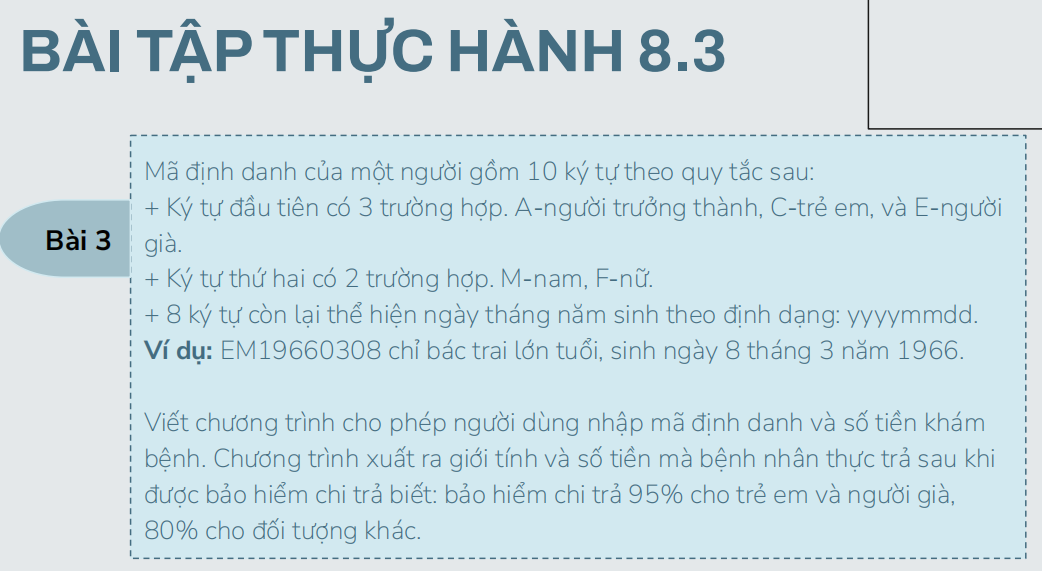 BÀI TẬP THỰC HÀNH 8.3
Bài 3
Mã định danh của một người gồm 10 ký tự theo quy tắc sau:
+ Ký tự đầu tiên có 3 trường hợp. A-người trưởng thành, C-trẻ em, và E-người
già.
+ Ký tự thứ hai có 2 trường hợp. M-nam, F-nữ.
+ 8 ký tự còn lại thể hiện ngày tháng năm sinh theo định dạng: yyyymmdd.
Ví dụ: EM19660308 chỉ bác trai lớn tuổi, sinh ngày 8 tháng 3 năm 1966.
Viết chương trình cho phép người dùng nhập mã định danh và số tiền khám
bệnh. Chương trình xuất ra giới tính và số tiền mà bệnh nhân thực trả sau khi
được bảo hiểm chi trả biết: bảo hiểm chi trả 95% cho trẻ em và người già,
80% cho đối tượng khác.